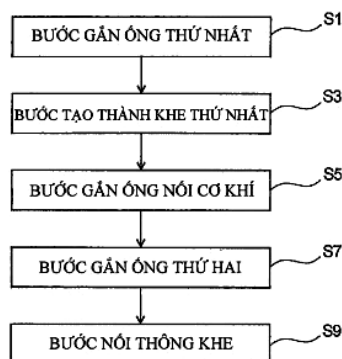 BƯỚC GẮN ỐNG THỨ NHẤT
S1
BƯỚC TẠO THÀNH KHE THỨ NHẤT
S3
BƯỚC GẮN ỐNG NỐI CƠ KHÍ
S5
BƯỚC GẮN ỐNG THỨ HAI
S7
BƯỚC NỐI THÔNG KHE
S9